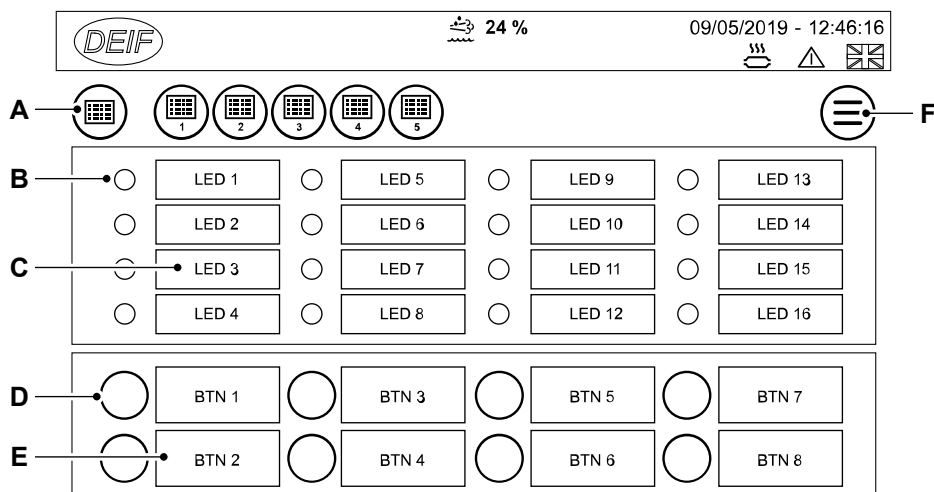 DEIF 24 % 09/05/2019 - 12:46:16
A 1 2 3 4 5 F
B LED 1 LED 5 LED 9 LED 13
LED 2 LED 6 LED 10 LED 14
C LED 3 LED 7 LED 11 LED 15
LED 4 LED 8 LED 12 LED 16
D BTN 1 BTN 3 BTN 5 BTN 7
E BTN 2 BTN 4 BTN 6 BTN 8